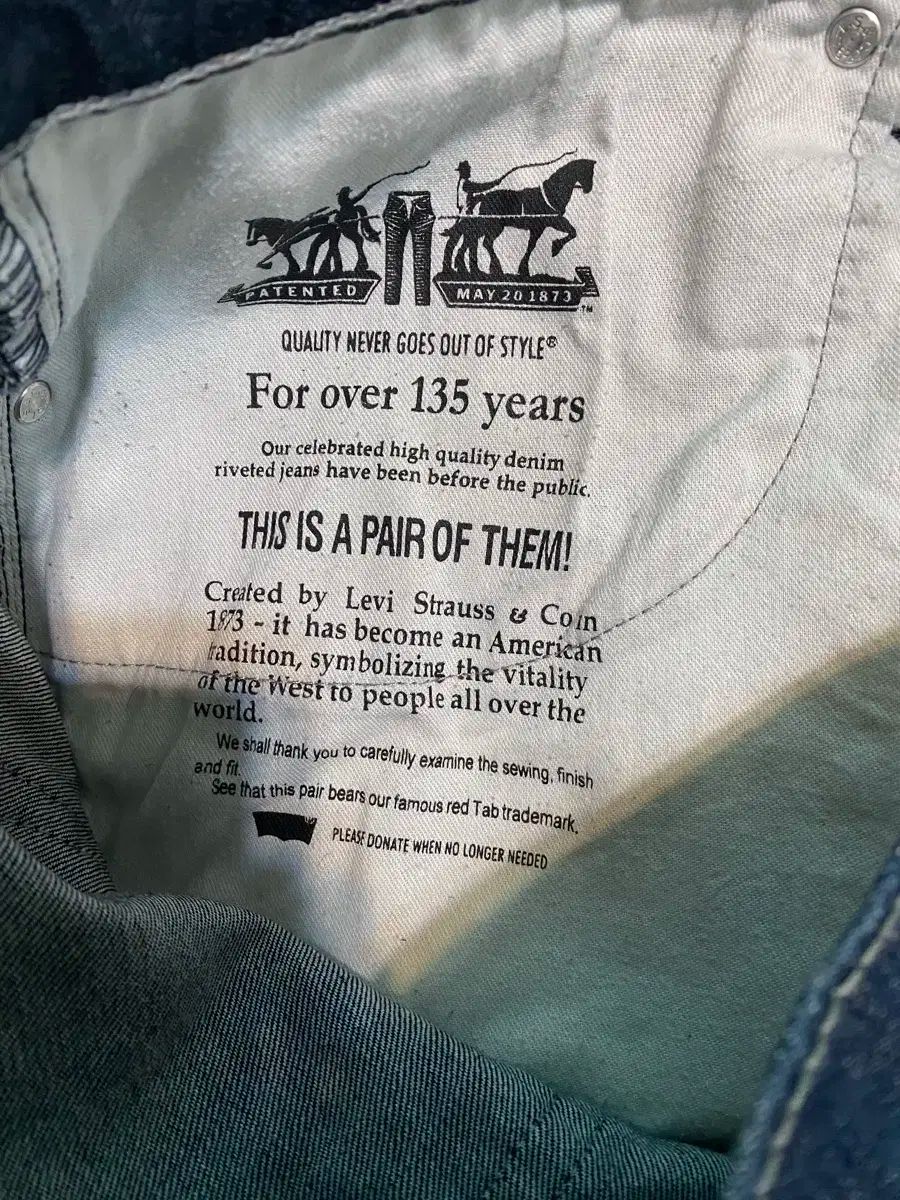 PATENTED MAY 20 1873 ™
QUALITY NEVER GOES OUT OF STYLE®
For over 135 years
Our celebrated high quality denim
riveted jeans have been before the public.
THIS IS A PAIR OF THEM!
Created by Levi Strauss & Co in
1873 - it has become an American
tradition, symbolizing the vitality
of the West to people all over the
world.
We shall thank you to carefully examine the sewing, finish
and fit.
See that this pair bears our famous red Tab trademark.
PLEASE DONATE WHEN NO LONGER NEEDED